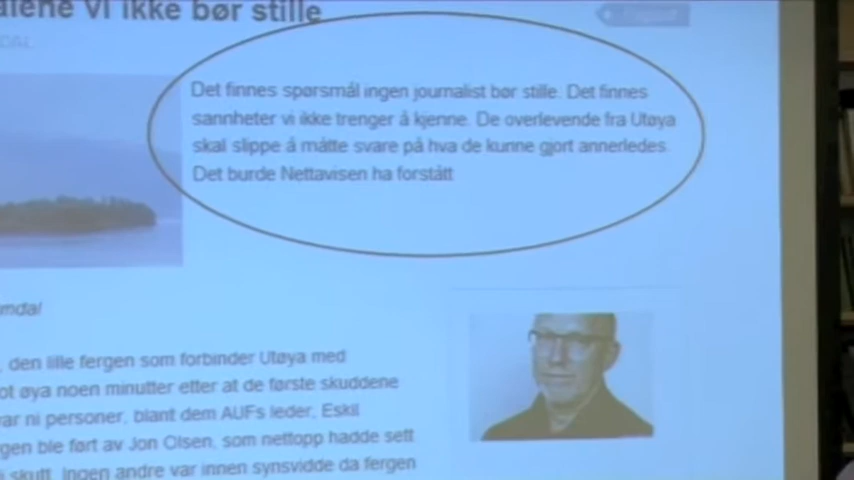 vi ikke bør stille
Det finnes spørsmål ingen journalist bør stille. Det finnes
sannheter vi ikke trenger å kjenne. De overlevende fra Utøya
skal slippe å måtte svare på hva de kunne gjort annerledes.
Det burde Nettavisen ha forstått
den lille fergen som forbinder Utøya med
øya noen minutter etter at de første skuddene
var ni personer, blant dem AUFs leder, Eskil
ble ført av Jon Olsen, som nettopp hadde sett
skutt. Ingen andre var innen synsvidde da fergen